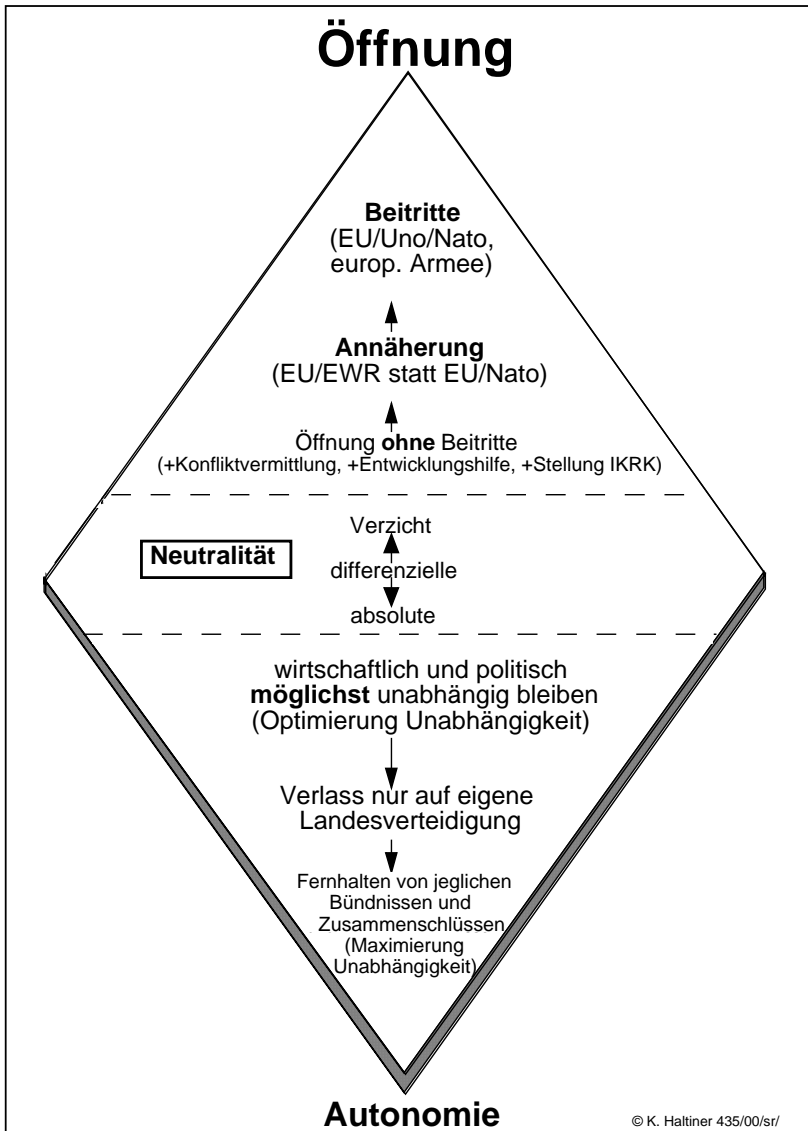 Öffnung
Beitritte
(EU/Uno/Nato,
europ. Armee)
Annäherung
(EU/EWR statt EU/Nato)
Öffnung ohne Beitritte
(+Konfliktvermittlung, +Entwicklungshilfe, +Stellung IKRK)
Verzicht
Neutralität
differenzielle
absolute
wirtschaftlich und politisch
möglichst unabhängig bleiben
(Optimierung Unabhängigkeit)
Verlass nur auf eigene
Landesverteidigung
Fernhalten von jeglichen
Bündnissen und
Zusammenschlüssen
(Maximierung
Unabhängigkeit)
Autonomie
© K. Haltiner 435/00/sr/